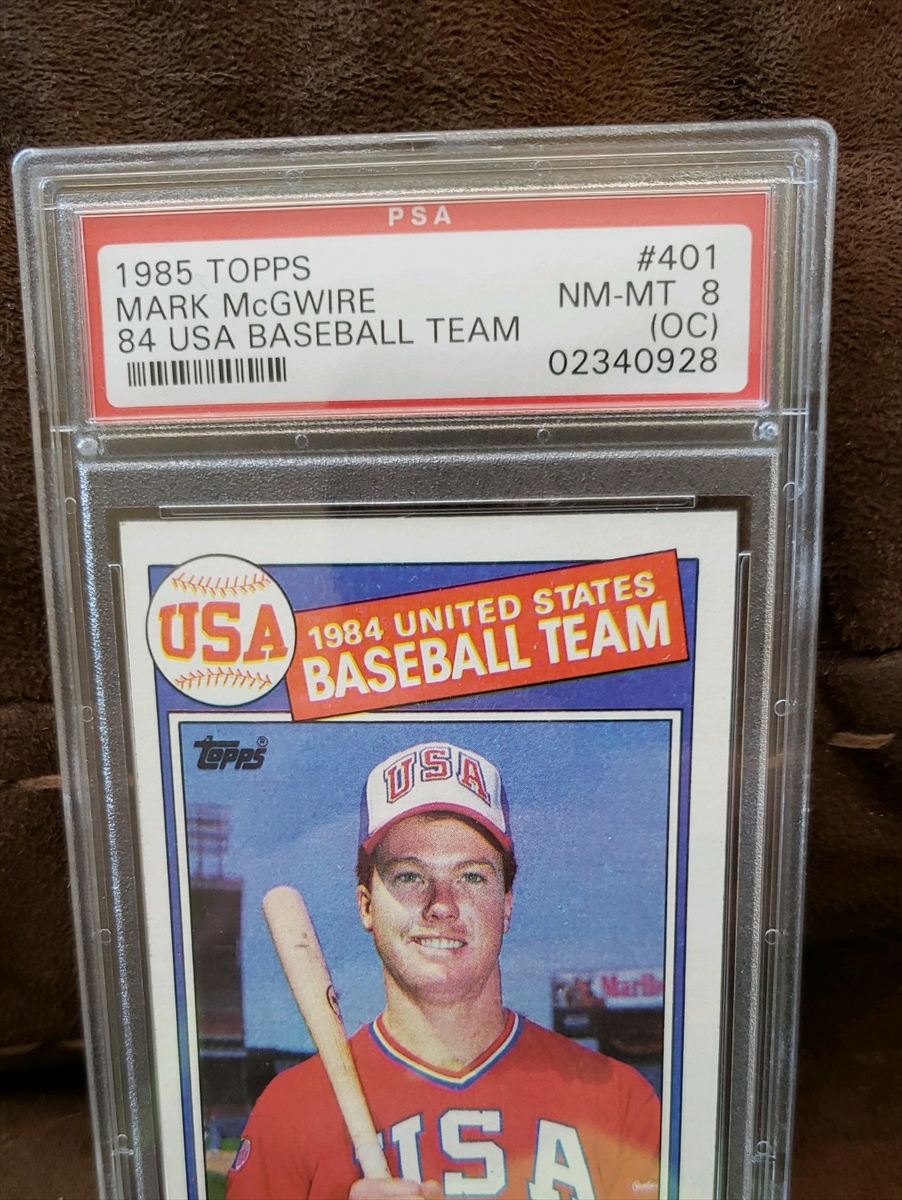 PSA
1985 TOPPS #401
MARK McGWIRE NM-MT 8
84 USA BASEBALL TEAM (OC)
02340928
USA
1984 UNITED STATES
BASEBALL TEAM
topps®
USA
USA